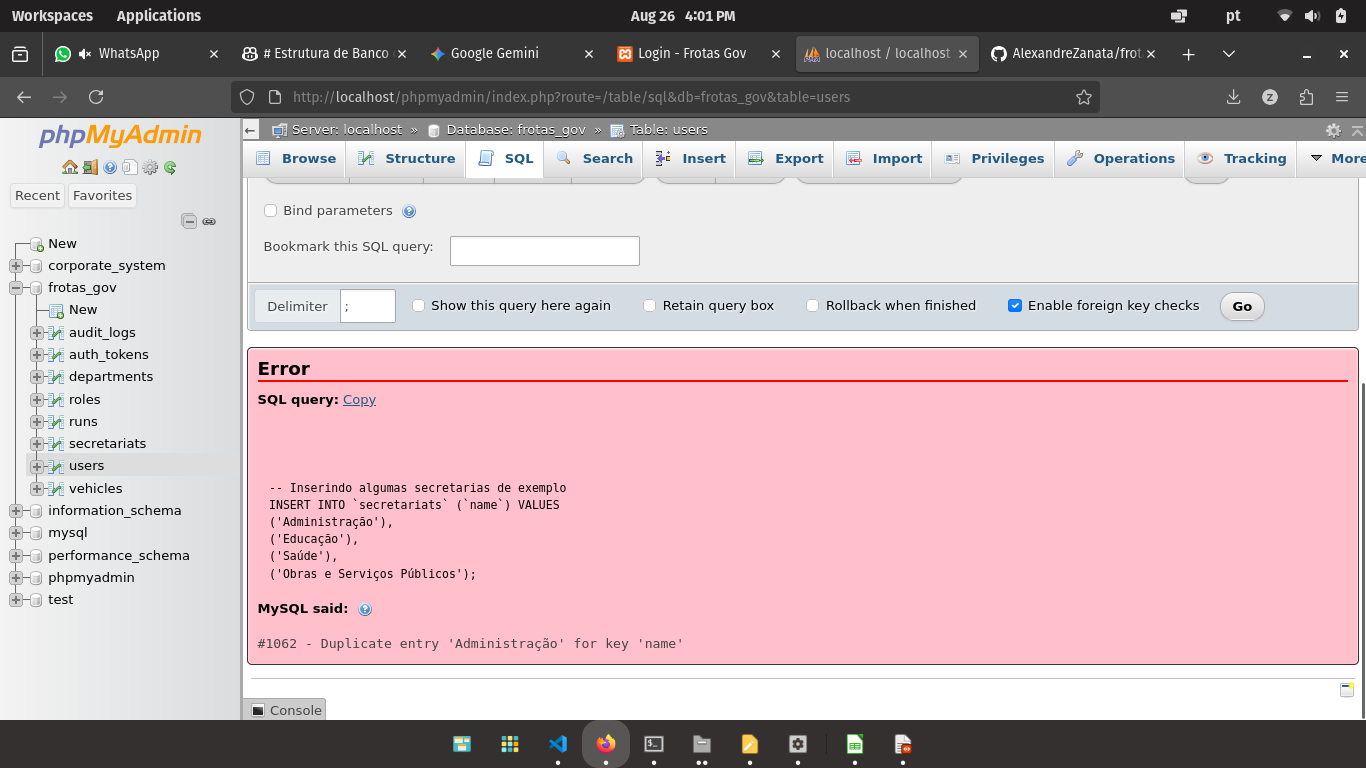 Workspaces Applications Aug 26 4:01 PM pt
WhatsApp # Estrutura de Banco Google Gemini Login - Frotas Gov localhost / localhost AlexandreZanata/frot
http://localhost/phpmyadmin/index.php?route=/table/sql&db=frotas_gov&table=users Z
phpMyAdmin
Recent Favorites
New
corporate_system
frotas_gov
New
audit_logs
auth_tokens
departments
roles
runs
secretariats
users
vehicles
information_schema
mysql
performance_schema
phpmyadmin
test
Server: localhost » Database: frotas_gov » Table: users
Browse Structure SQL Search Insert Export Import Privileges Operations Tracking More
Bind parameters
Bookmark this SQL query:
Delimiter ; Show this query here again Retain query box Rollback when finished Enable foreign key checks Go
Error
SQL query: Copy
-- Inserindo algumas secretarias de exemplo
INSERT INTO `secretariats` (`name`) VALUES
('Administração'),
('Educação'),
('Saúde'),
('Obras e Serviços Públicos');
MySQL said:
#1062 - Duplicate entry 'Administração' for key 'name'
Console